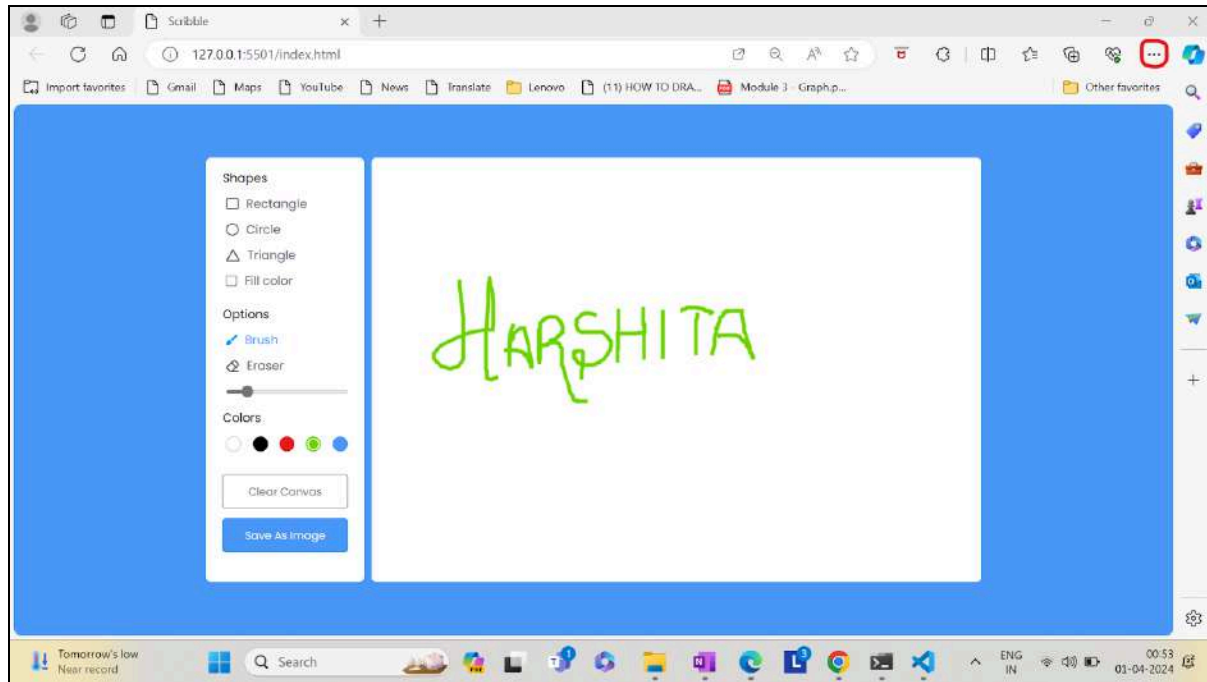 Scribble
127.0.0.1:5501/index.html
Import favorites Gmail Maps YouTube News Translate Lenovo (11) HOW TO DRA... Module 3 - Graph.p... Other favorites
Shapes
Rectangle
Circle
Triangle
Fill color
Options
Brush
Eraser
Colors
Clear Canvas
Save As Image
HARSHITA
Tomorrow's low
Near record
Search
ENG
IN
00:53
01-04-2024